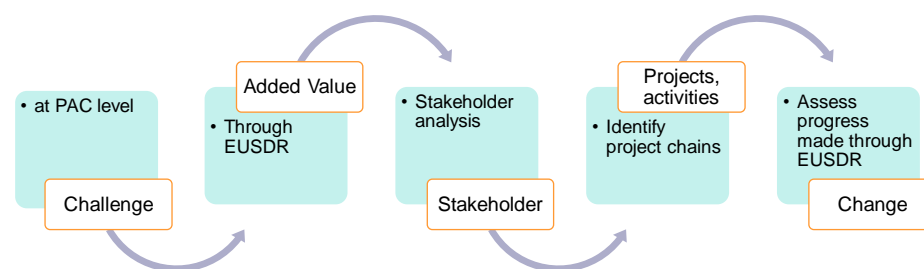 • at PAC level
Challenge
Added Value
• Through
EUSDR
• Stakeholder
analysis
Stakeholder
Projects,
activities
• Identify
project chains
• Assess
progress
made through
EUSDR
Change